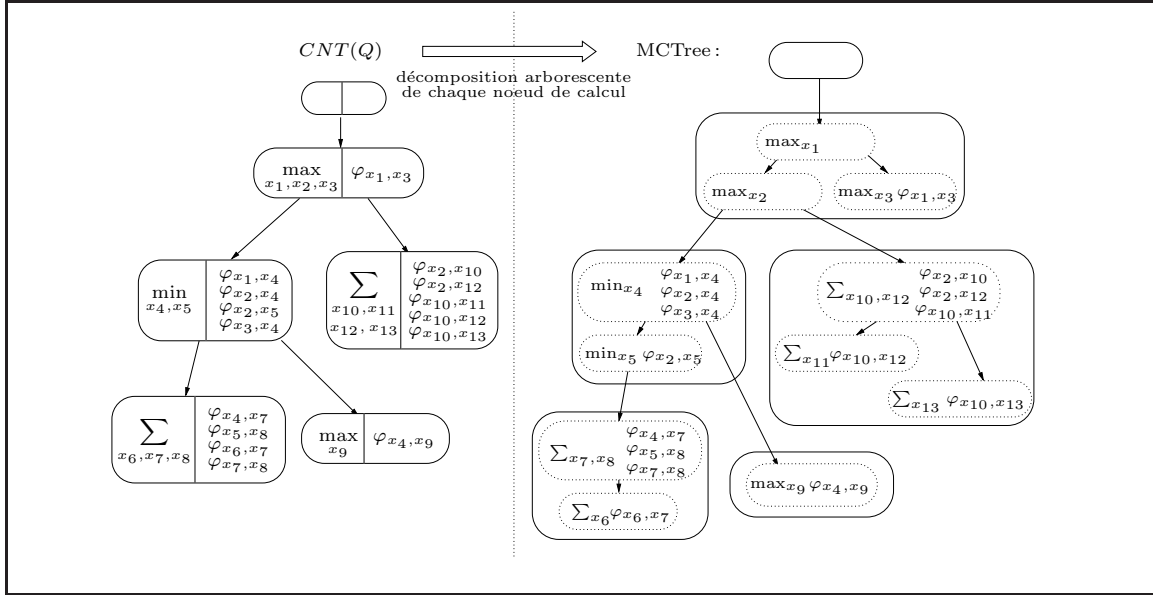 CNT(Q)
MCTree :
décomposition arborescente
de chaque noeud de calcul
max x1,x2,x3 φx1,x3
min x4,x5
φx1,x4
φx2,x4
φx2,x5
φx3,x4
∑ x10,x11 x12,x13
φx2,x10
φx2,x12
φx10,x11
φx10,x12
φx10,x13
∑ x6,x7,x8
φx4,x7
φx5,x8
φx6,x7
φx7,x8
max x9 φx4,x9
maxx1
maxx2
maxx3 φx1,x3
minx4
φx1,x4
φx2,x4
φx3,x4
minx5 φx2,x5
∑x10,x12
φx2,x10
φx2,x12
φx10,x11
∑x11 φx10,x12
∑x13 φx10,x13
∑x7,x8
φx4,x7
φx5,x8
φx7,x8
∑x6 φx6,x7
maxx9 φx4,x9